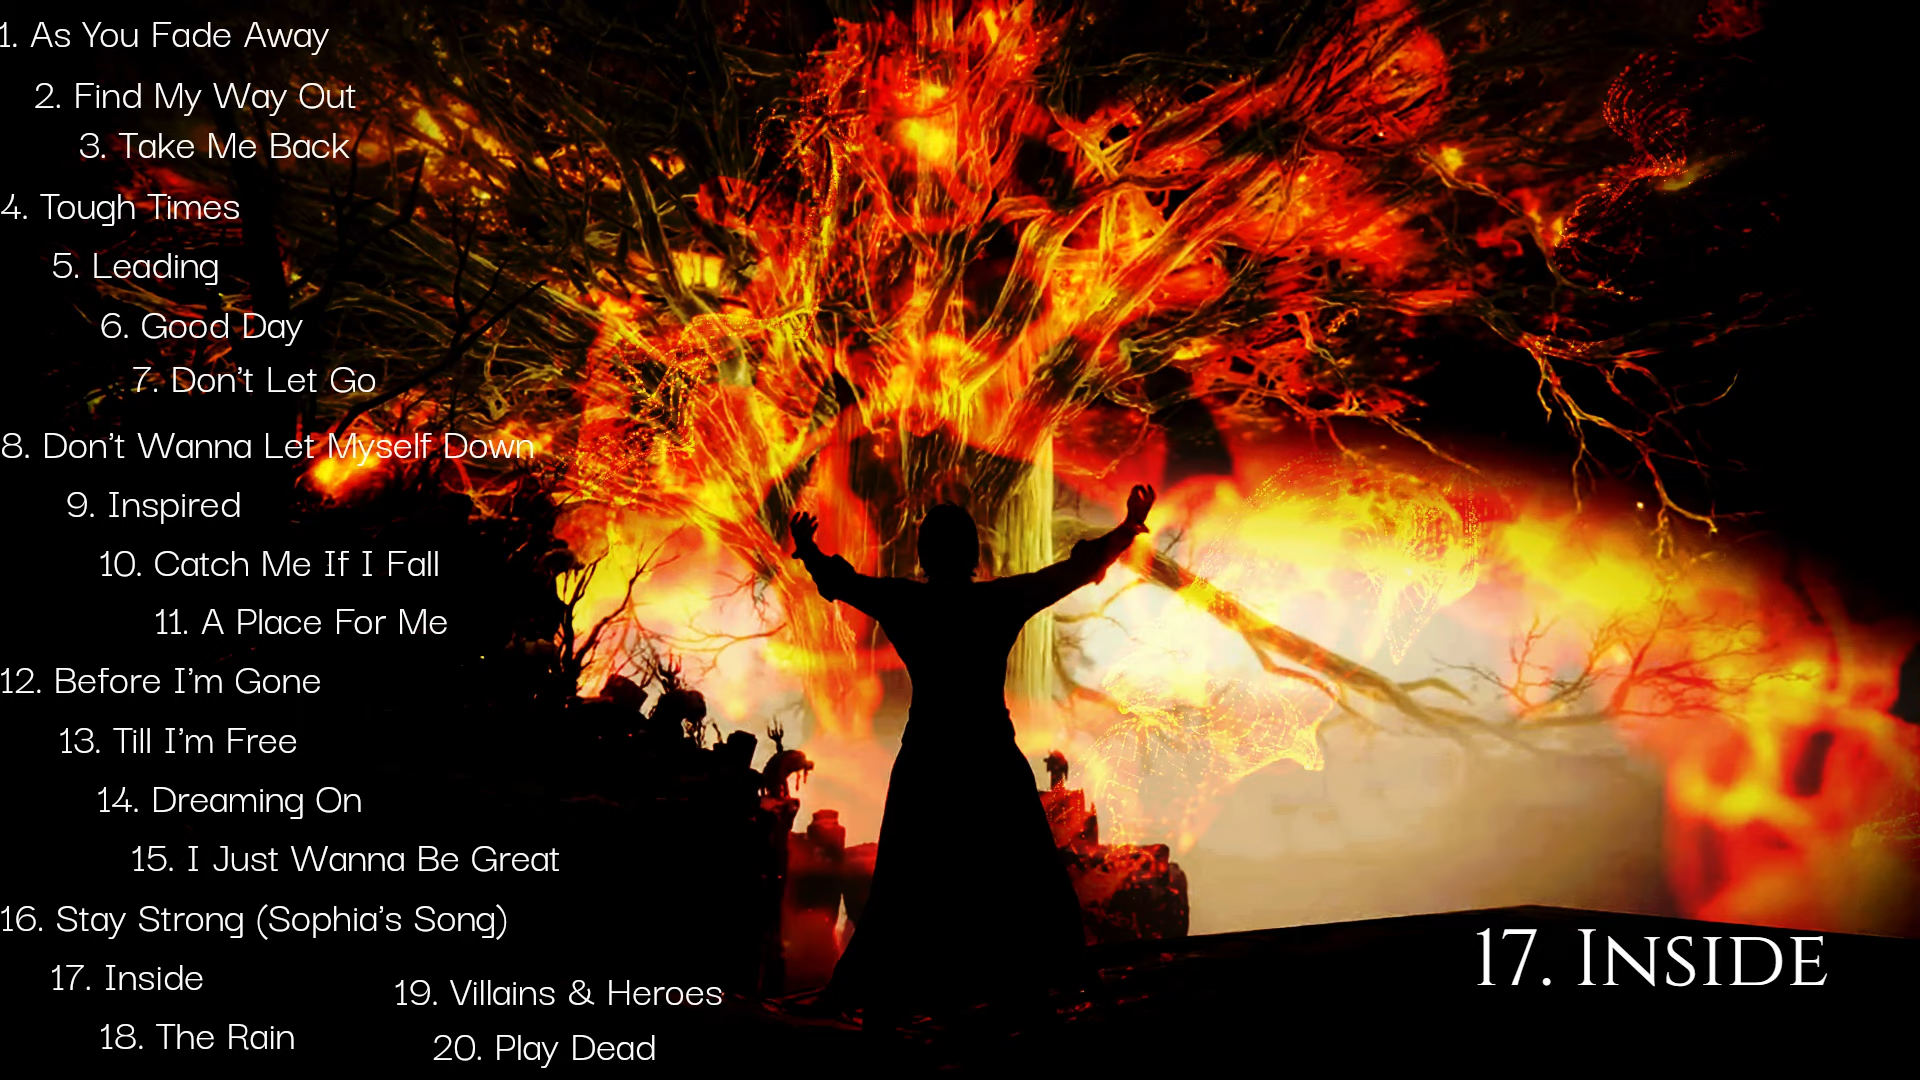 1. As You Fade Away
2. Find My Way Out
3. Take Me Back
4. Tough Times
5. Leading
6. Good Day
7. Don't Let Go
8. Don't Wanna Let Myself Down
9. Inspired
10. Catch Me If I Fall
11. A Place For Me
12. Before I'm Gone
13. Till I'm Free
14. Dreaming On
15. I Just Wanna Be Great
16. Stay Strong (Sophia's Song)
17. Inside
18. The Rain
19. Villains & Heroes
20. Play Dead
17. Inside